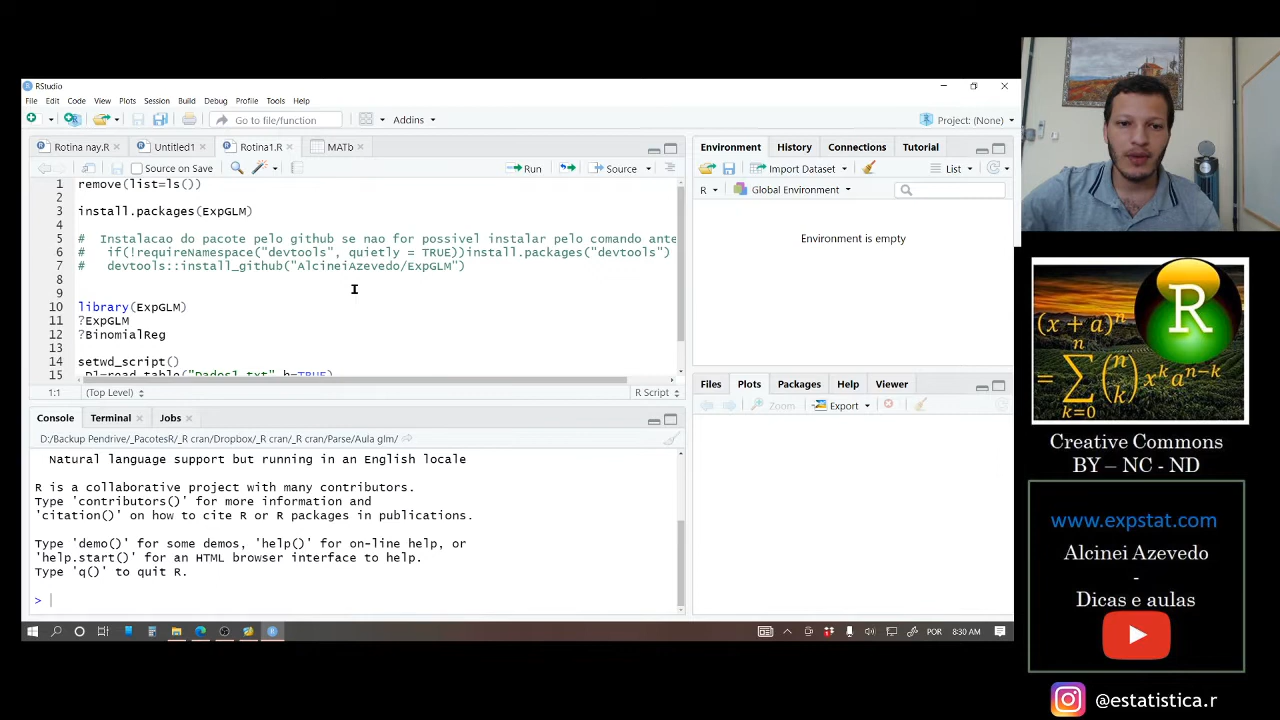 RStudio
File Edit Code View Plots Session Build Debug Profile Tools Help
Go to file/function
Addins
Project: (None)
Rotina nay.R
Untitled1
Rotina1.R
MATb
Source on Save
Run
Source
1 remove(list=ls())
2
3 install.packages(ExpGLM)
4
5 # Instalacao do pacote pelo github se nao for possivel instalar pelo comando ante
6 # if(!requireNamespace("devtools", quietly = TRUE))install.packages("devtools")
7 # devtools::install_github("AlcineiAzevedo/ExpGLM")
8
9
10 library(ExpGLM)
11 ?ExpGLM
12 ?BinomialReg
13
14 setwd_script()
15 D1=read.table("Dados1.txt",h=TRUE)
1:1 (Top Level) R Script
Console Terminal Jobs
D:/Backup Pendrive/_PacotesR/_R cran/Dropbox/_R cran/_R cran/Parse/Aula glm/
Natural language support but running in an English locale
R is a collaborative project with many contributors.
Type 'contributors()' for more information and
'citation()' on how to cite R or R packages in publications.
Type 'demo()' for some demos, 'help()' for on-line help, or
'help.start()' for an HTML browser interface to help.
Type 'q()' to quit R.
>
Environment History Connections Tutorial
Import Dataset
List
R Global Environment
Environment is empty
Files Plots Packages Help Viewer
Zoom Export
POR 8:30 AM
R
(x + a)^n
= ∑ n k=0 (n k) x^k a^n−k
Creative Commons
BY – NC - ND
www.expstat.com
Alcinei Azevedo
-
Dicas e aulas
@estatistica.r